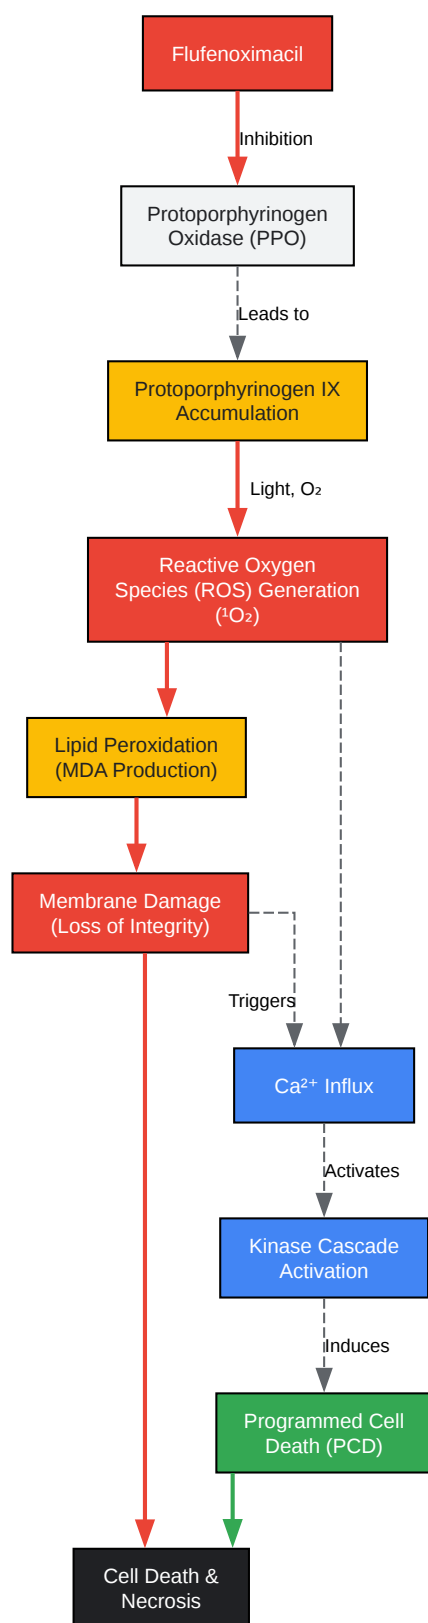 Flufenoximacil
Inhibition
Protoporphyrinogen
Oxidase (PPO)
Leads to
Protoporphyrinogen IX
Accumulation
Light, O₂
Reactive Oxygen
Species (ROS) Generation
(¹O₂)
Lipid Peroxidation
(MDA Production)
Membrane Damage
(Loss of Integrity)
Triggers
Ca²⁺ Influx
Activates
Kinase Cascade
Activation
Induces
Programmed Cell
Death (PCD)
Cell Death &
Necrosis